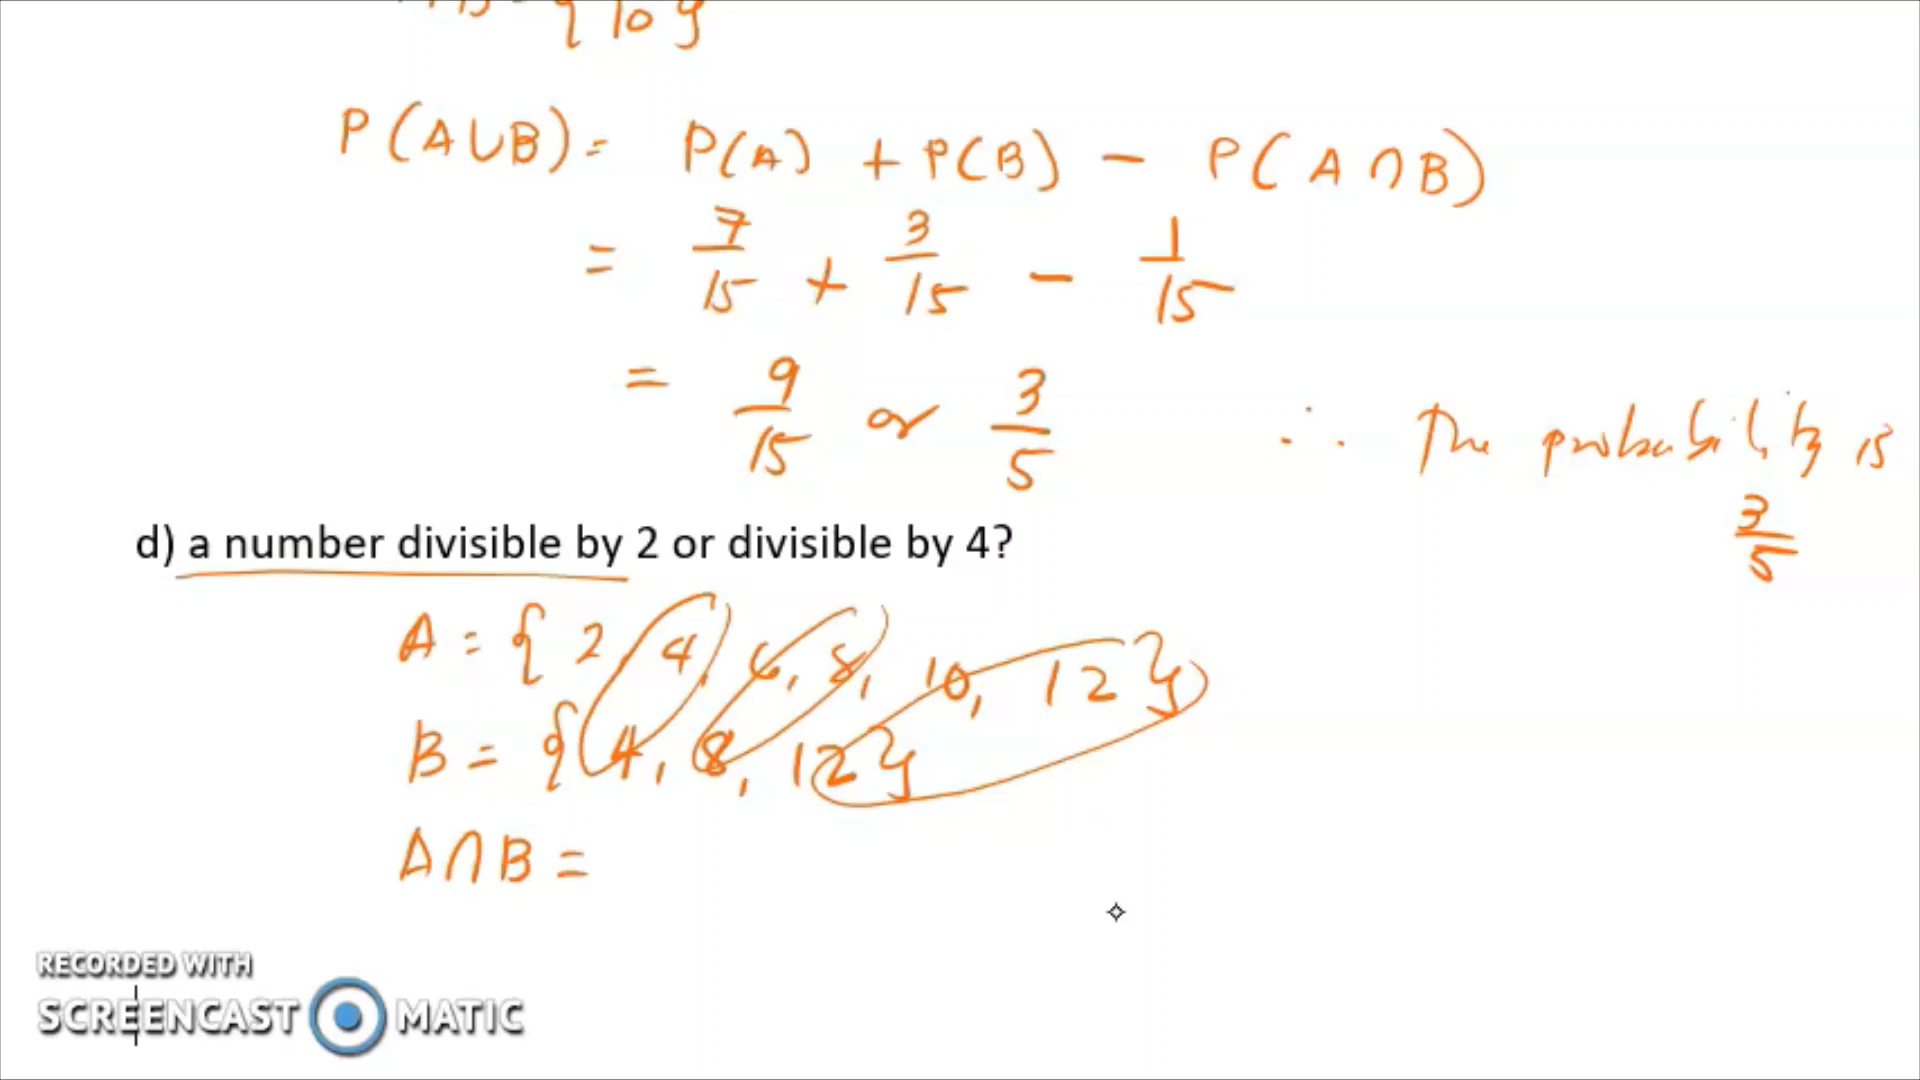 {10}
P(A∪B) = P(A) + P(B) - P(A∩B)
= 7/15 + 3/15 - 1/15
= 9/15 or 3/5
∴ The probability is
3/5
d) a number divisible by 2 or divisible by 4?
A = { 2, 4, 6, 8, 10, 12}
B = {4, 8, 12}
A∩B =
RECORDED WITH
SCREENCAST MATIC